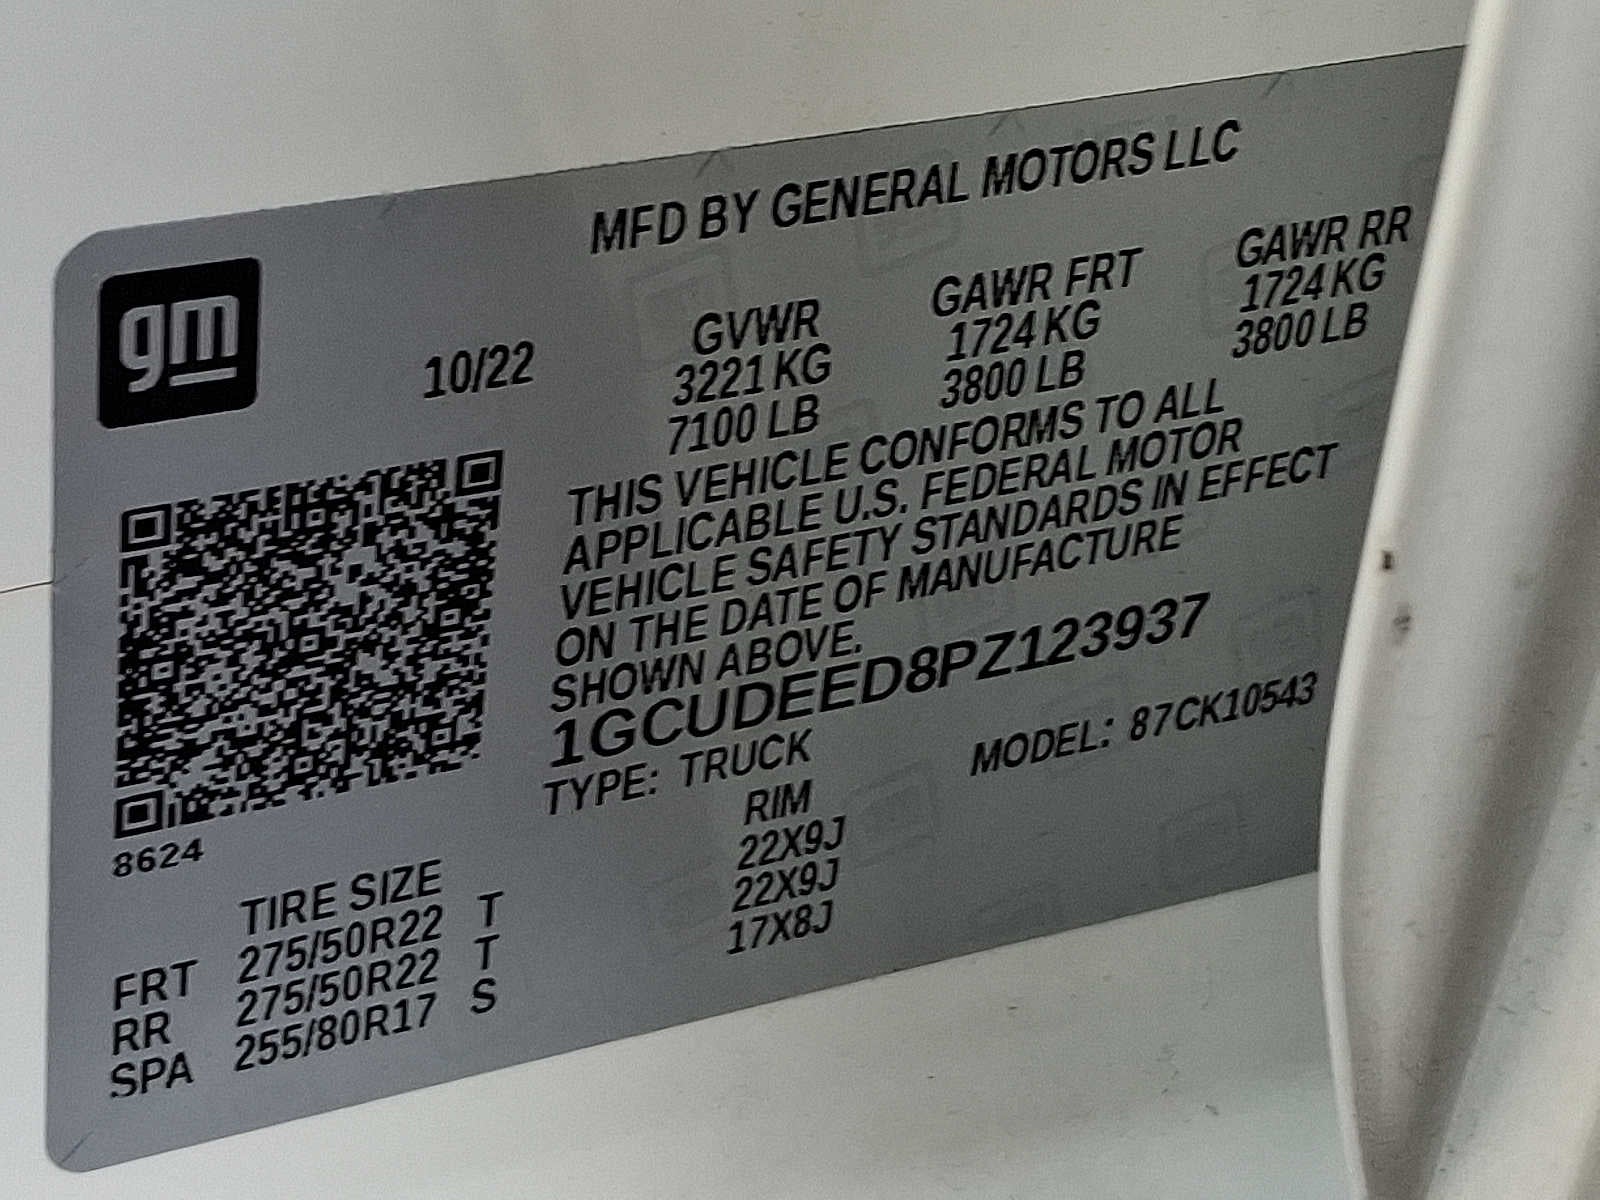 MFD BY GENERAL MOTORS LLC
gm
10/22
GVWR GAWR FRT GAWR RR
3221 KG 1724 KG 1724 KG
7100 LB 3800 LB 3800 LB
THIS VEHICLE CONFORMS TO ALL
APPLICABLE U.S. FEDERAL MOTOR
VEHICLE SAFETY STANDARDS IN EFFECT
ON THE DATE OF MANUFACTURE
SHOWN ABOVE.
1GCUDEED8PZ123937
TYPE: TRUCK MODEL: 87CK10543
8624
TIRE SIZE RIM
FRT 275/50R22 T 22X9J
RR 275/50R22 T 22X9J
SPA 255/80R17 S 17X8J